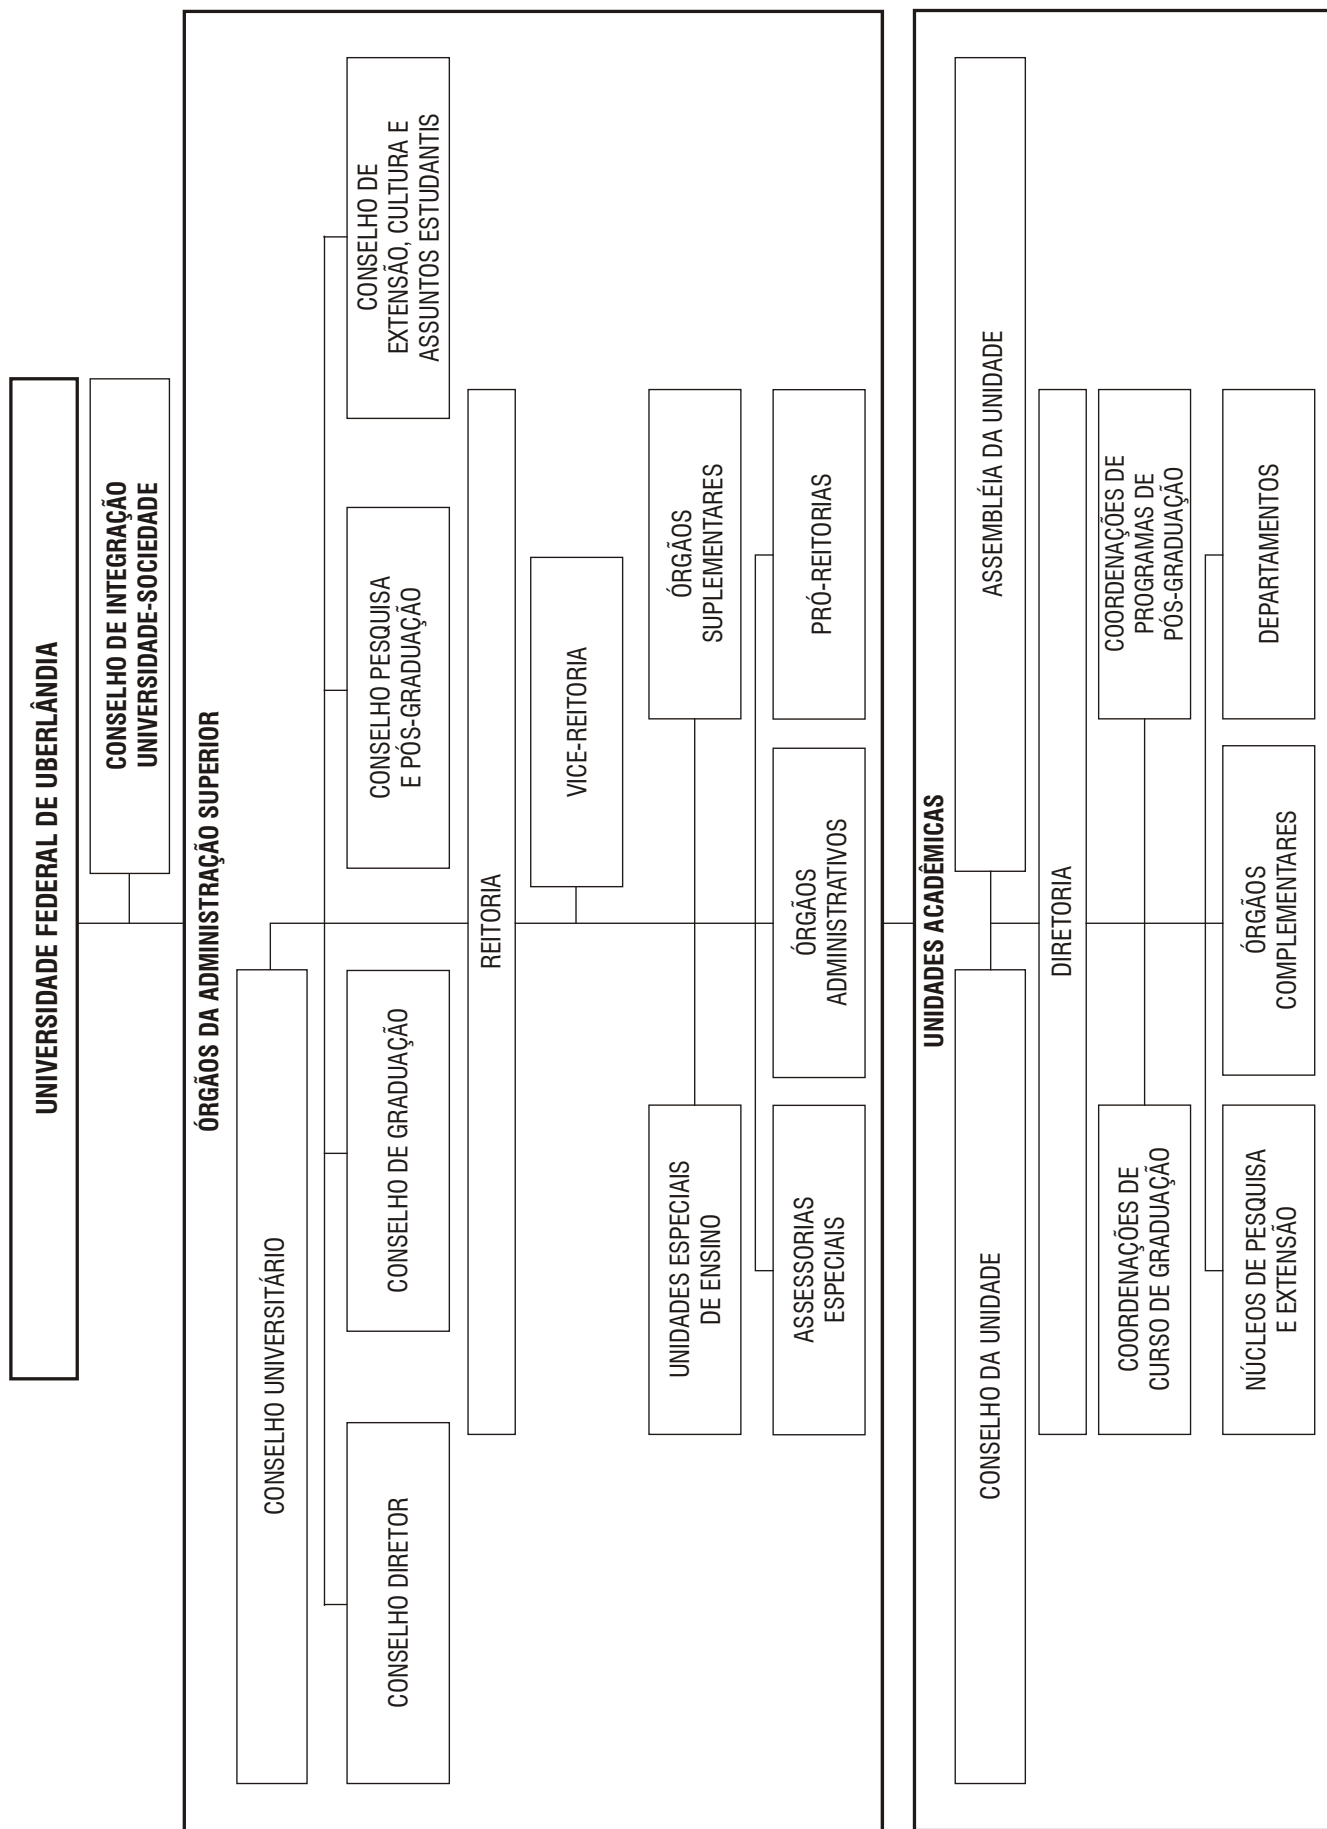 UNIVERSIDADE FEDERAL DE UBERLÂNDIA
CONSELHO DE INTEGRAÇÃO
UNIVERSIDADE-SOCIEDADE
ÓRGÃOS DA ADMINISTRAÇÃO SUPERIOR
CONSELHO UNIVERSITÁRIO
CONSELHO DIRETOR
CONSELHO DE GRADUAÇÃO
CONSELHO PESQUISA
E PÓS-GRADUAÇÃO
CONSELHO DE
EXTENSÃO, CULTURA E
ASSUNTOS ESTUDANTIS
REITORIA
VICE-REITORIA
UNIDADES ESPECIAIS
DE ENSINO
ÓRGÃOS
SUPLEMENTARES
ASSESSORIAS
ESPECIAIS
ÓRGÃOS
ADMINISTRATIVOS
PRÓ-REITORIAS
UNIDADES ACADÊMICAS
CONSELHO DA UNIDADE
ASSEMBLÉIA DA UNIDADE
DIRETORIA
COORDENAÇÕES DE
CURSO DE GRADUAÇÃO
COORDENAÇÕES DE
PROGRAMAS DE
PÓS-GRADUAÇÃO
NÚCLEOS DE PESQUISA
E EXTENSÃO
ÓRGÃOS
COMPLEMENTARES
DEPARTAMENTOS